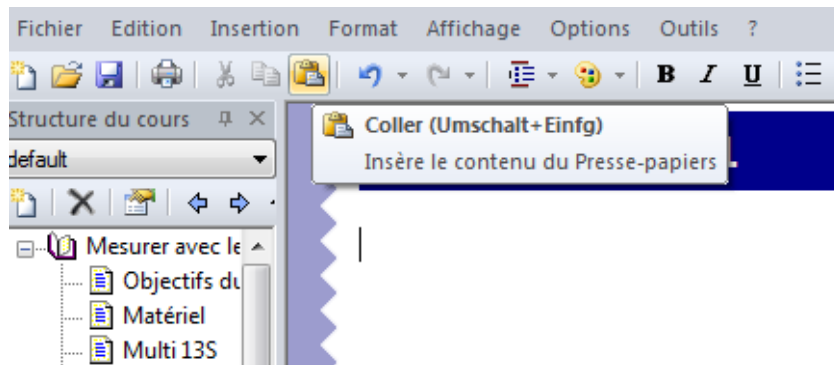 Fichier Edition Insertion Format Affichage Options Outils ?
B I U
Structure du cours
Coller (Umschalt+Einfg)
default
Insère le contenu du Presse-papiers
Mesurer avec le
Objectifs du
Matériel
Multi 13S